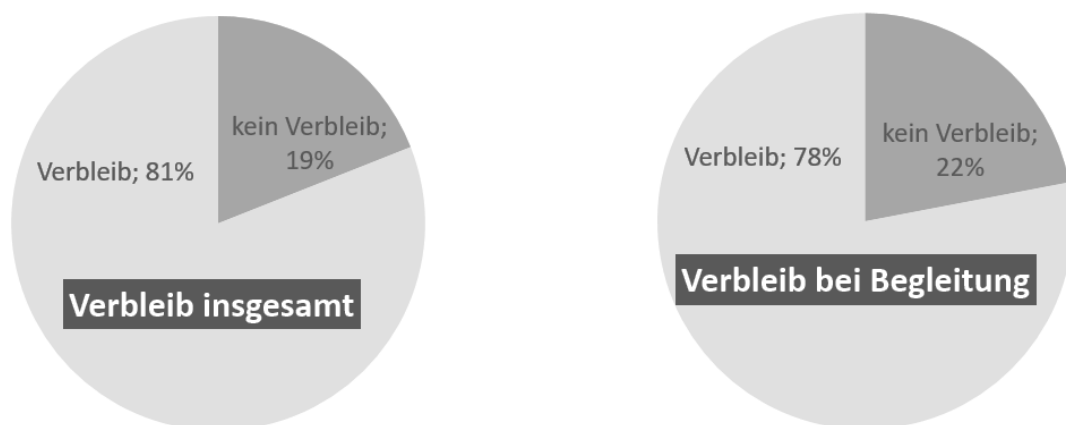 kein Verbleib;
19%
Verbleib; 81%
Verbleib insgesamt
kein Verbleib;
22%
Verbleib; 78%
Verbleib bei Begleitung